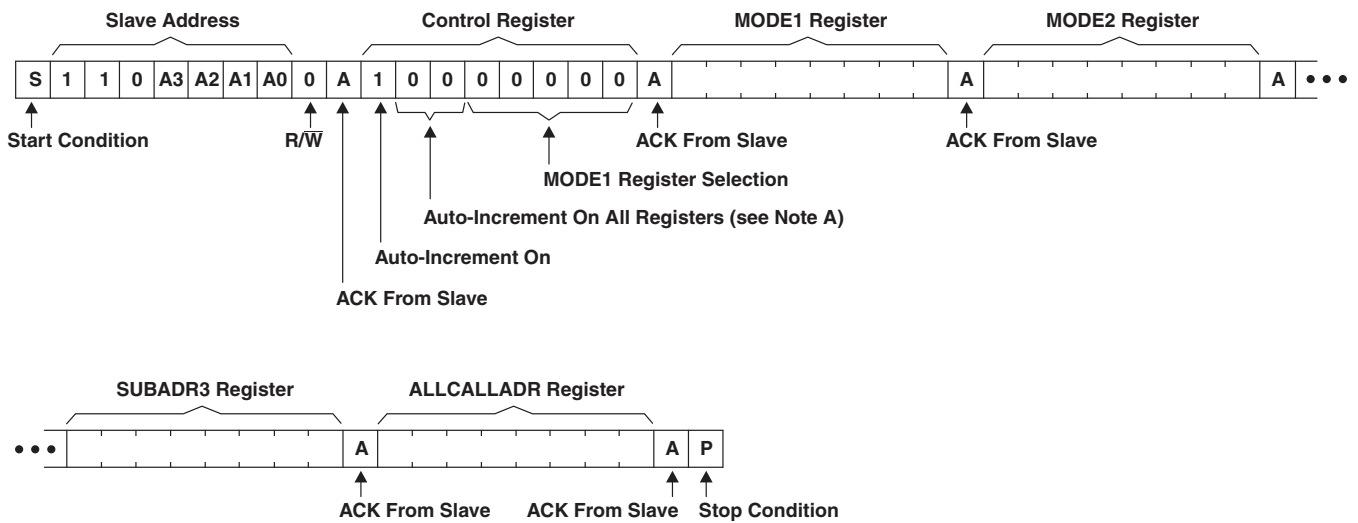 Slave Address Control Register MODE1 Register MODE2 Register
S 1 1 0 A3 A2 A1 A0 0 A 1 0 0 0 0 0 0 0 A A A •••
Start Condition R/W̅ ACK From Slave ACK From Slave
MODE1 Register Selection
Auto-Increment On All Registers (see Note A)
Auto-Increment On
ACK From Slave
SUBADR3 Register ALLCALLADR Register
••• A A P
ACK From Slave ACK From Slave Stop Condition